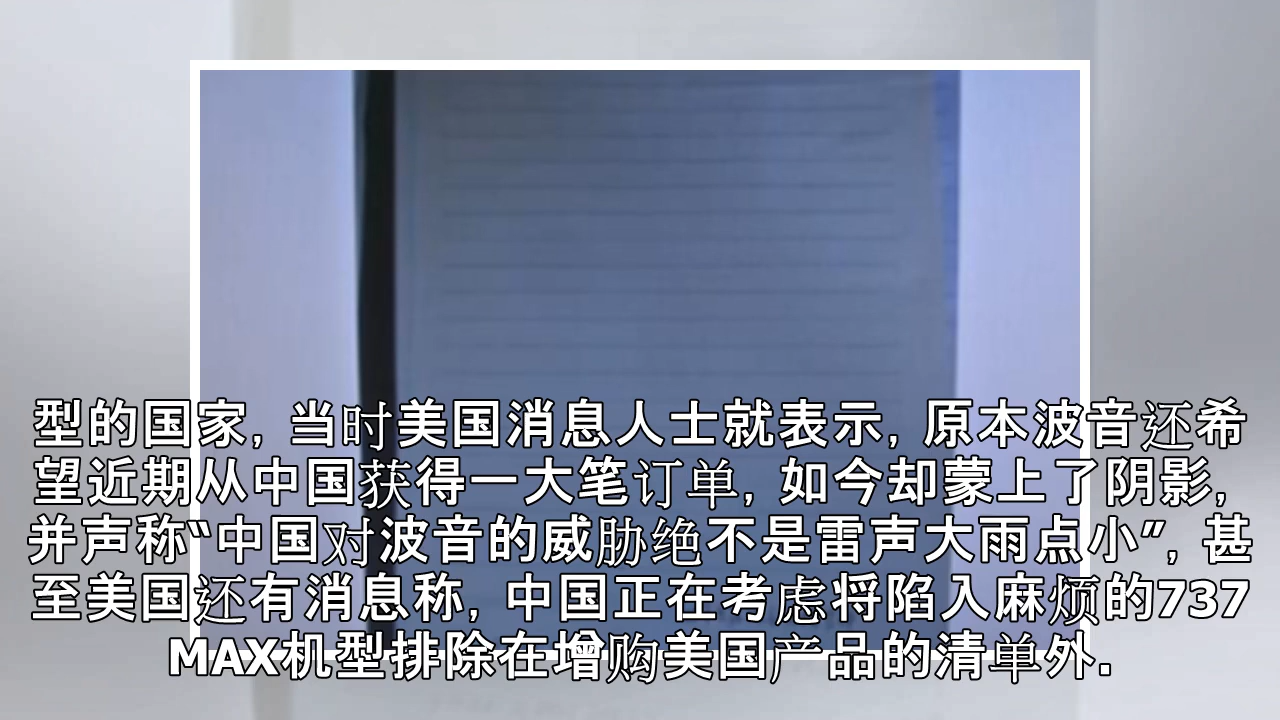 型的国家, 当时美国消息人士就表示, 原本波音还希
望近期从中国获得一大笔订单, 如今却蒙上了阴影,
并声称“中国对波音的威胁绝不是雷声大雨点小”, 甚
至美国还有消息称, 中国正在考虑将陷入麻烦的737
MAX机型排除在增购美国产品的清单外.